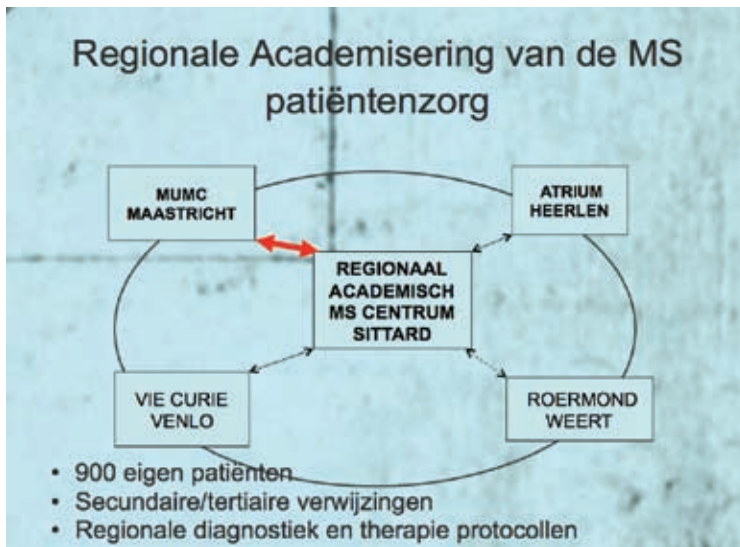 Regionale Academisering van de MS
patiëntenzorg
MUMC
MAASTRICHT
ATRIUM
HEERLEN
REGIONAAL
ACADEMISCH
MS CENTRUM
SITTARD
VIE CURIE
VENLO
ROERMOND
WEERT
• 900 eigen patiënten
• Secundaire/tertiaire verwijzingen
• Regionale diagnostiek en therapie protocollen